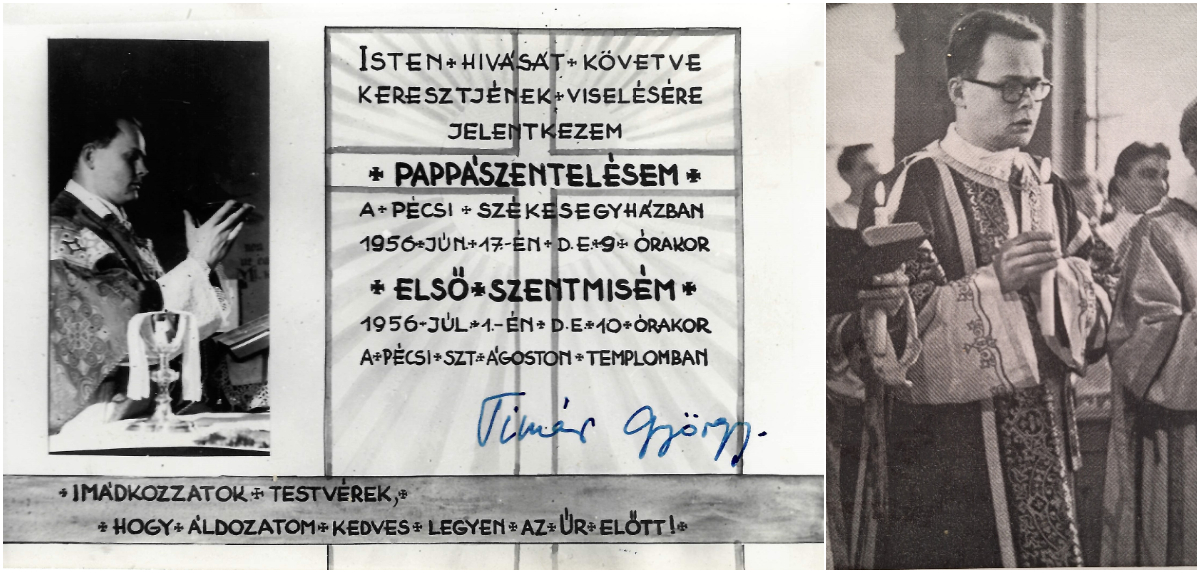 ISTEN + HIVÁSÁT + KÖVETVE
KERESZTJÉNEK + VISELÉSÉRE
JELENTKEZEM
+ PAPPÁSZENTELÉSEM +
A + PÉCSI + SZÉKESEGYHÁZBAN
1956 + JÚN + 17-ÉN + D.E. + 9 + ÓRAKOR
+ ELSŐ + SZENTMISÉM +
1956 + JÚL. + 1.-ÉN + D.E. + 10 + ÓRAKOR
A + PÉCSI + SZT + ÁGOSTON + TEMPLOMBAN
Timár György.
+ IMÁDKOZZATOK + TESTVÉREK, +
+ HOGY + ÁLDOZATOM + KEDVES + LEGYEN + AZ + ÚR + ELŐTT! +